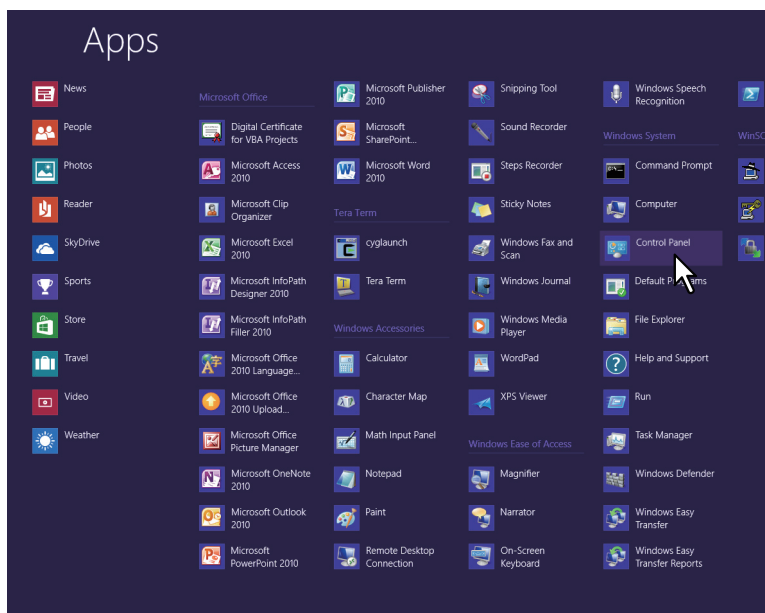 Apps
News
People
Photos
Reader
SkyDrive
Sports
Store
Travel
Video
Weather
Microsoft Office
Digital Certificate
for VBA Projects
Microsoft Access
2010
Microsoft Clip
Organizer
Microsoft Excel
2010
Microsoft InfoPath
Designer 2010
Microsoft InfoPath
Filler 2010
Microsoft Office
2010 Language...
Microsoft Office
2010 Upload...
Microsoft Office
Picture Manager
Microsoft OneNote
2010
Microsoft Outlook
2010
Microsoft
PowerPoint 2010
Microsoft Publisher
2010
Microsoft
SharePoint...
Microsoft Word
2010
Tera Term
cyglaunch
Tera Term
Windows Accessories
Calculator
Character Map
Math Input Panel
Notepad
Paint
Remote Desktop
Connection
Snipping Tool
Sound Recorder
Steps Recorder
Sticky Notes
Windows Fax and
Scan
Windows Journal
Windows Media
Player
WordPad
XPS Viewer
Windows Ease of Access
Magnifier
Narrator
On-Screen
Keyboard
Windows Speech
Recognition
Windows System
Command Prompt
Computer
Control Panel
Default Programs
File Explorer
Help and Support
Run
Task Manager
Windows Defender
Windows Easy
Transfer
Windows Easy
Transfer Reports